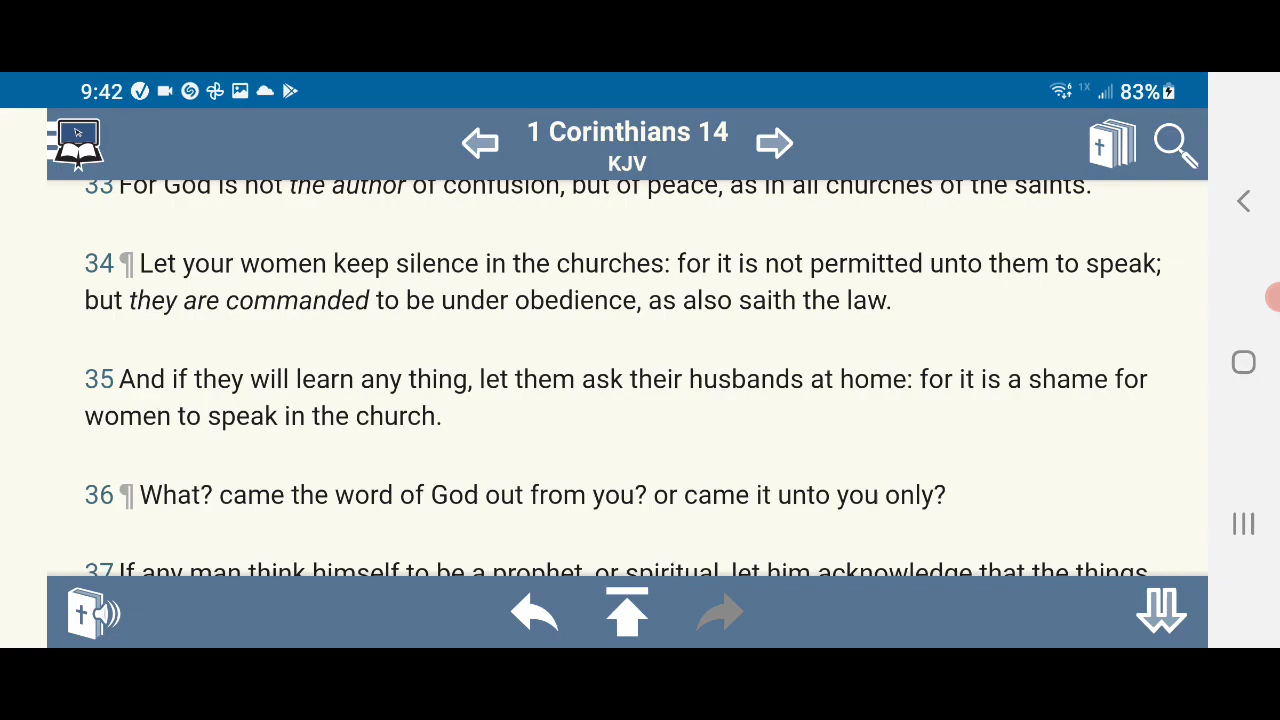 9:42
1X
83%
1 Corinthians 14
KJV
33 For God is not the author of confusion, but of peace, as in all churches of the saints.
34 ¶ Let your women keep silence in the churches: for it is not permitted unto them to speak;
but they are commanded to be under obedience, as also saith the law.
35 And if they will learn any thing, let them ask their husbands at home: for it is a shame for
women to speak in the church.
36 ¶ What? came the word of God out from you? or came it unto you only?
37 If any man think himself to be a prophet, or spiritual, let him acknowledge that the things